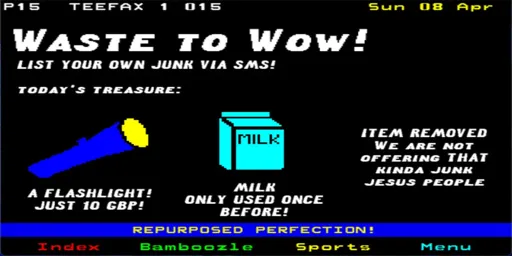 P15 TEEFAX 1 015 Sun 08 Apr
WASTE TO WOW!
LIST YOUR OWN JUNK VIA SMS!
TODAY'S TREASURE:
MILK
A FLASHLIGHT!
JUST 10 GBP!
MILK
ONLY USED ONCE
BEFORE!
ITEM REMOVED
WE ARE NOT
OFFERING THAT
KINDA JUNK
JESUS PEOPLE
REPURPOSED PERFECTION!
Index Bamboozle Sports Menu